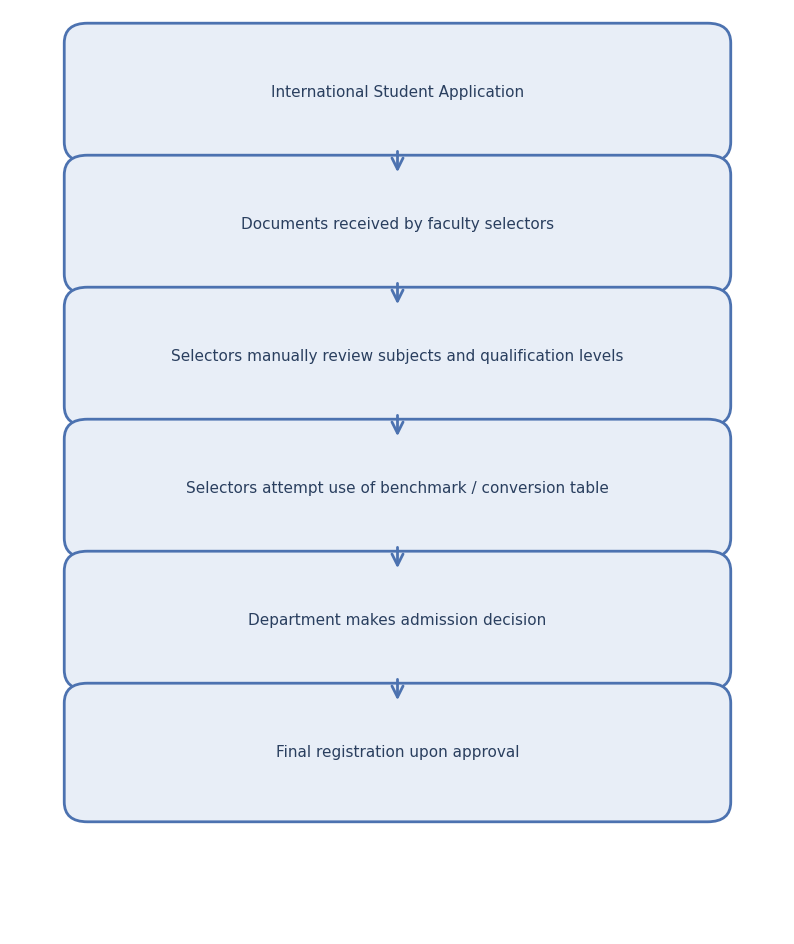 International Student Application
Documents received by faculty selectors
Selectors manually review subjects and qualification levels
Selectors attempt use of benchmark / conversion table
Department makes admission decision
Final registration upon approval